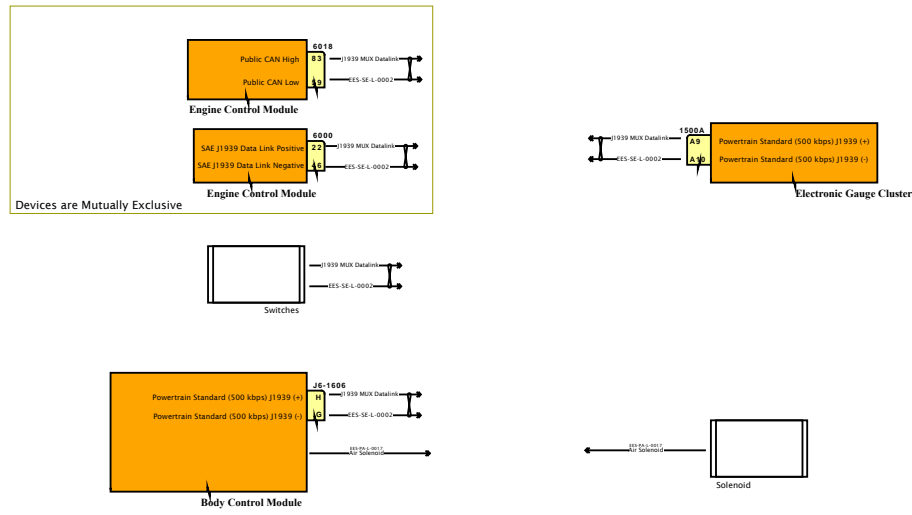 6018
Public CAN High 83 J1939 MUX Datalink
Public CAN Low EES-SE-L-0002
Engine Control Module
6000
SAE J1939 Data Link Positive 22 J1939 MUX Datalink
SAE J1939 Data Link Negative EES-SE-L-0002
Engine Control Module
Devices are Mutually Exclusive
1500A
J1939 MUX Datalink A9 Powertrain Standard (500 kbps) J1939 (+)
EES-SE-L-0002 A10 Powertrain Standard (500 kbps) J1939 (-)
Electronic Gauge Cluster
J1939 MUX Datalink
EES-SE-L-0002
Switches
J6-1606
Powertrain Standard (500 kbps) J1939 (+) H J1939 MUX Datalink
Powertrain Standard (500 kbps) J1939 (-) G EES-SE-L-0002
EES-PA-L-0017
Air Solenoid
Body Control Module
EES-PA-L-0017
Air Solenoid
Solenoid